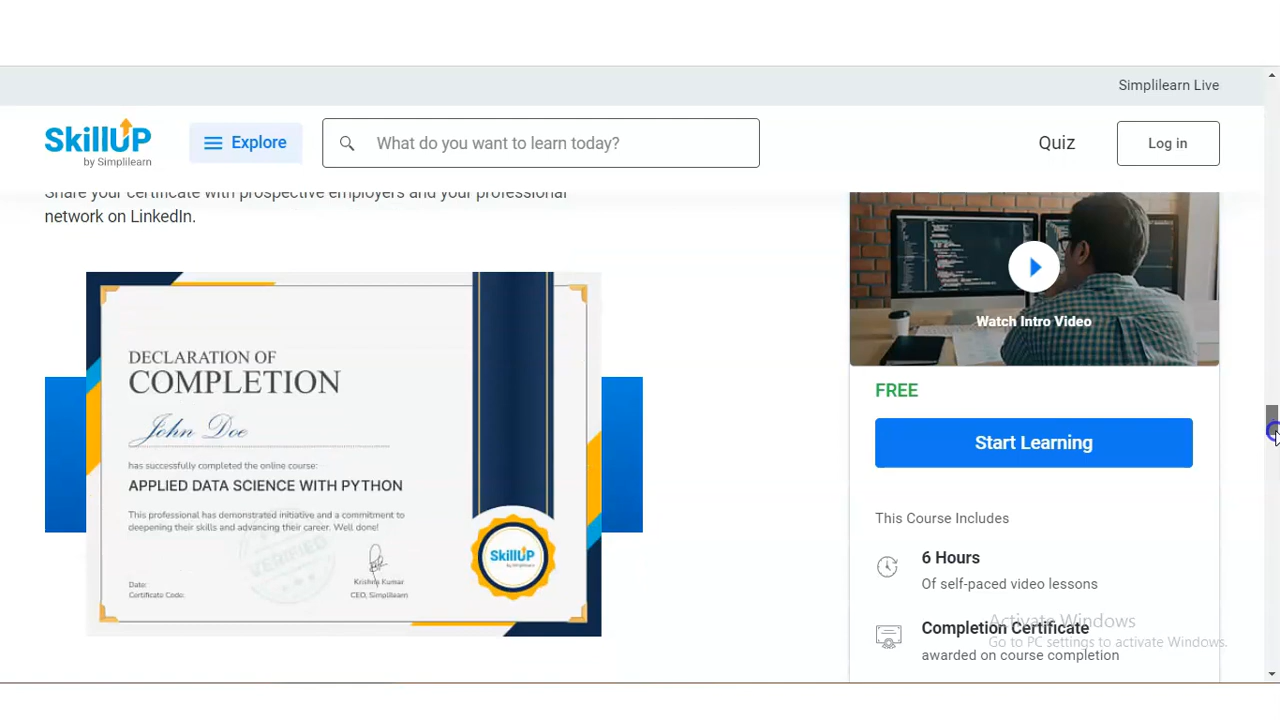 Simplilearn Live
SkillUP
by Simplilearn
Explore
What do you want to learn today?
Quiz
Log in
Share your certificate with prospective employers and your professional
network on LinkedIn.
DECLARATION OF
COMPLETION
John Doe
has successfully completed the online course:
APPLIED DATA SCIENCE WITH PYTHON
This professional has demonstrated initiative and a commitment to
deepening their skills and advancing their career. Well done!
VERIFIED
Krishna Kumar
CEO, Simplilearn
Date:
Certificate Code:
SkillUP
by Simplilearn
Watch Intro Video
FREE
Start Learning
This Course Includes
6 Hours
Of self-paced video lessons
Completion Certificate
awarded on course completion
Activate Windows
Go to PC settings to activate Windows.